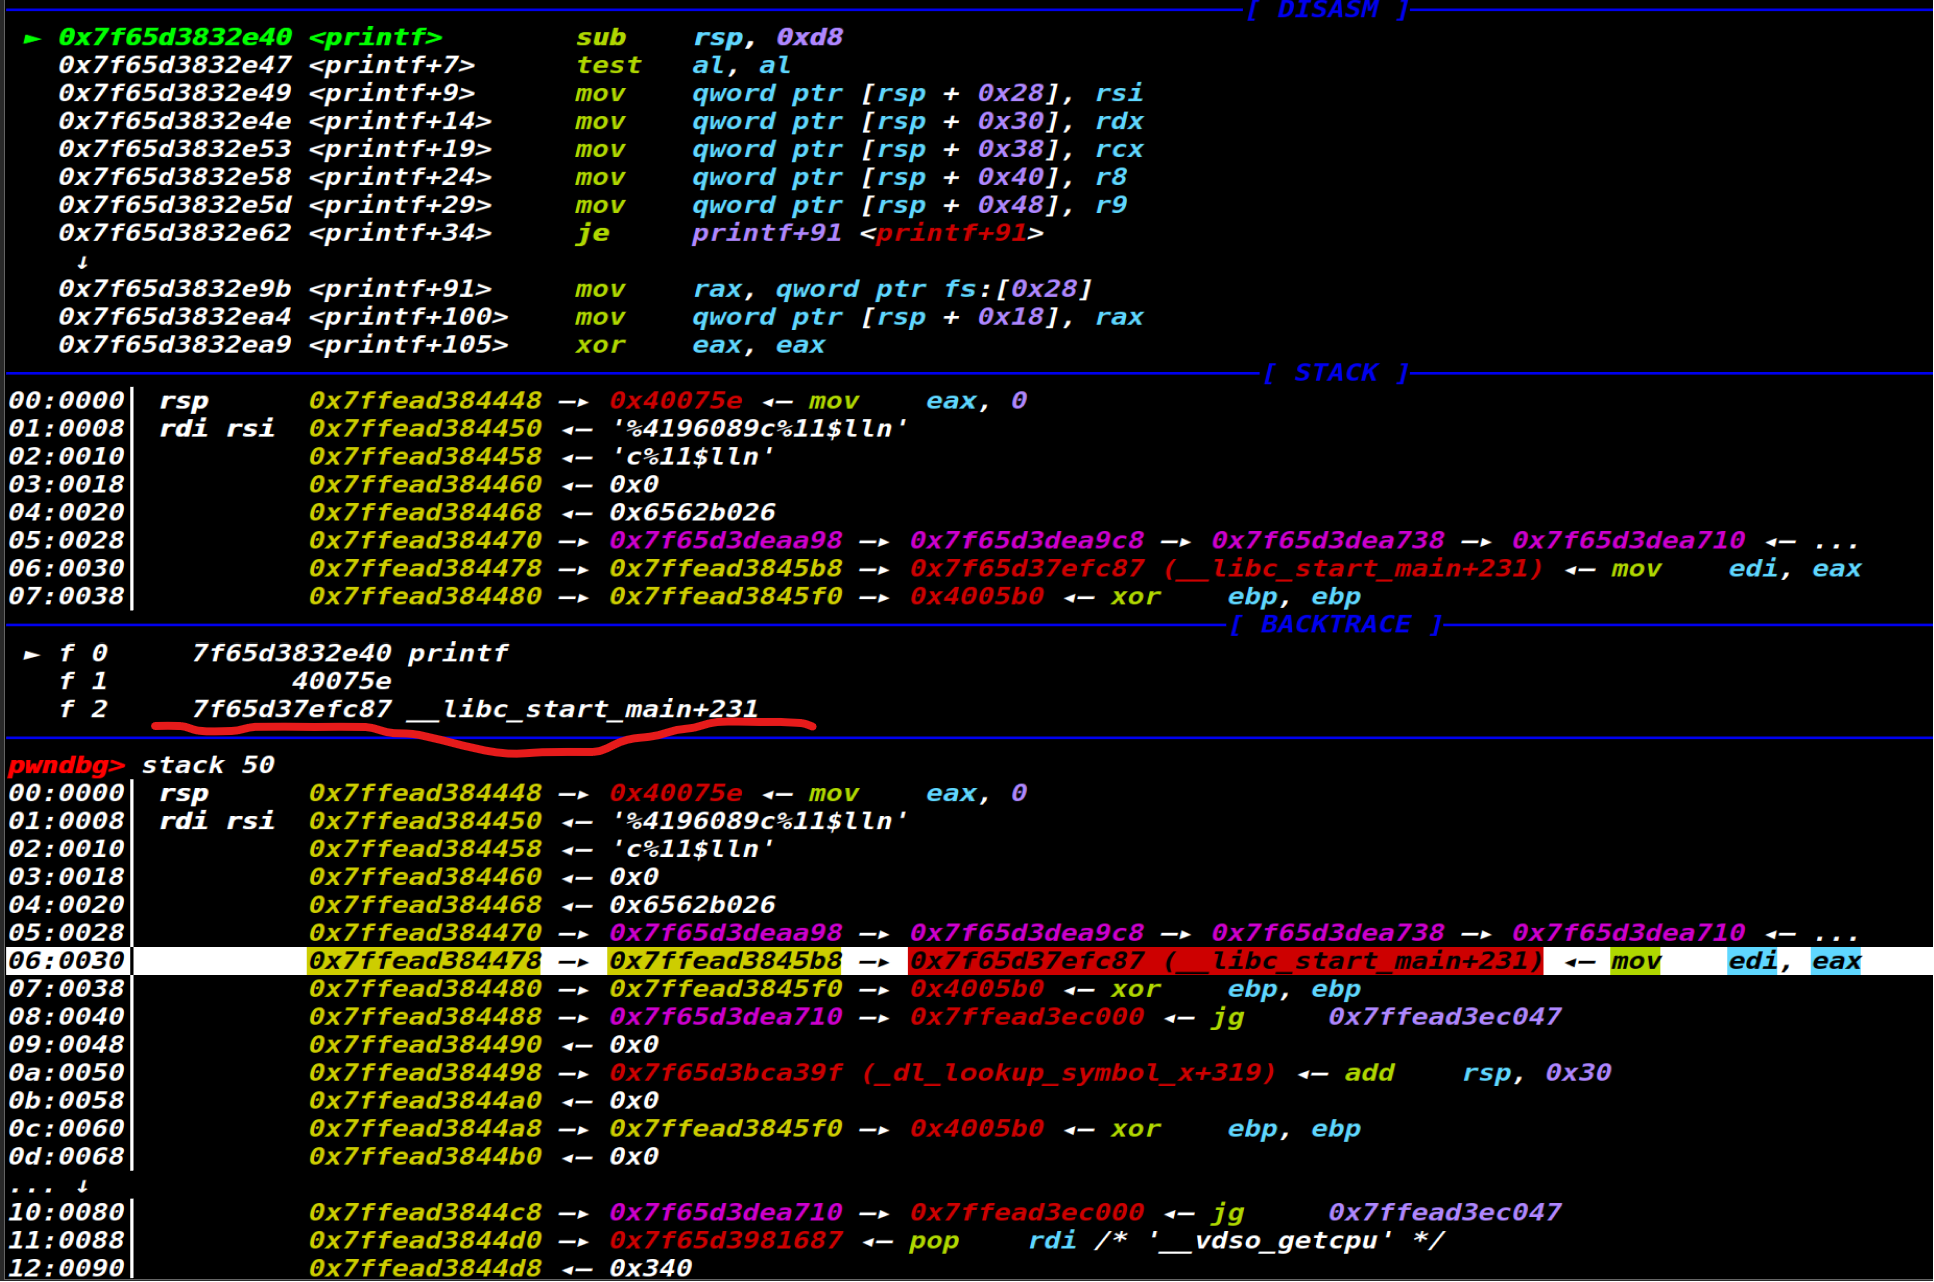 [ DISASM ]
► 0x7f65d3832e40 <printf> sub rsp, 0xd8
0x7f65d3832e47 <printf+7> test al, al
0x7f65d3832e49 <printf+9> mov qword ptr [rsp + 0x28], rsi
0x7f65d3832e4e <printf+14> mov qword ptr [rsp + 0x30], rdx
0x7f65d3832e53 <printf+19> mov qword ptr [rsp + 0x38], rcx
0x7f65d3832e58 <printf+24> mov qword ptr [rsp + 0x40], r8
0x7f65d3832e5d <printf+29> mov qword ptr [rsp + 0x48], r9
0x7f65d3832e62 <printf+34> je printf+91 <printf+91>
↓
0x7f65d3832e9b <printf+91> mov rax, qword ptr fs:[0x28]
0x7f65d3832ea4 <printf+100> mov qword ptr [rsp + 0x18], rax
0x7f65d3832ea9 <printf+105> xor eax, eax
[ STACK ]
00:0000│ rsp 0x7ffead384448 —▸ 0x40075e ◂— mov eax, 0
01:0008│ rdi rsi 0x7ffead384450 ◂— '%4196089c%11$lln'
02:0010│ 0x7ffead384458 ◂— 'c%11$lln'
03:0018│ 0x7ffead384460 ◂— 0x0
04:0020│ 0x7ffead384468 ◂— 0x6562b026
05:0028│ 0x7ffead384470 —▸ 0x7f65d3deaa98 —▸ 0x7f65d3dea9c8 —▸ 0x7f65d3dea738 —▸ 0x7f65d3dea710 ◂— ...
06:0030│ 0x7ffead384478 —▸ 0x7ffead3845b8 —▸ 0x7f65d37efc87 (__libc_start_main+231) ◂— mov edi, eax
07:0038│ 0x7ffead384480 —▸ 0x7ffead3845f0 —▸ 0x4005b0 ◂— xor ebp, ebp
[ BACKTRACE ]
► f 0 7f65d3832e40 printf
f 1 40075e
f 2 7f65d37efc87 __libc_start_main+231
pwndbg> stack 50
00:0000│ rsp 0x7ffead384448 —▸ 0x40075e ◂— mov eax, 0
01:0008│ rdi rsi 0x7ffead384450 ◂— '%4196089c%11$lln'
02:0010│ 0x7ffead384458 ◂— 'c%11$lln'
03:0018│ 0x7ffead384460 ◂— 0x0
04:0020│ 0x7ffead384468 ◂— 0x6562b026
05:0028│ 0x7ffead384470 —▸ 0x7f65d3deaa98 —▸ 0x7f65d3dea9c8 —▸ 0x7f65d3dea738 —▸ 0x7f65d3dea710 ◂— ...
06:0030│ 0x7ffead384478 —▸ 0x7ffead3845b8 —▸ 0x7f65d37efc87 (__libc_start_main+231) ◂— mov edi, eax
07:0038│ 0x7ffead384480 —▸ 0x7ffead3845f0 —▸ 0x4005b0 ◂— xor ebp, ebp
08:0040│ 0x7ffead384488 —▸ 0x7f65d3dea710 —▸ 0x7ffead3ec000 ◂— jg 0x7ffead3ec047
09:0048│ 0x7ffead384490 ◂— 0x0
0a:0050│ 0x7ffead384498 —▸ 0x7f65d3bca39f (_dl_lookup_symbol_x+319) ◂— add rsp, 0x30
0b:0058│ 0x7ffead3844a0 ◂— 0x0
0c:0060│ 0x7ffead3844a8 —▸ 0x7ffead3845f0 —▸ 0x4005b0 ◂— xor ebp, ebp
0d:0068│ 0x7ffead3844b0 ◂— 0x0
... ↓
10:0080│ 0x7ffead3844c8 —▸ 0x7f65d3dea710 —▸ 0x7ffead3ec000 ◂— jg 0x7ffead3ec047
11:0088│ 0x7ffead3844d0 —▸ 0x7f65d3981687 ◂— pop rdi /* '__vdso_getcpu' */
12:0090│ 0x7ffead3844d8 ◂— 0x340